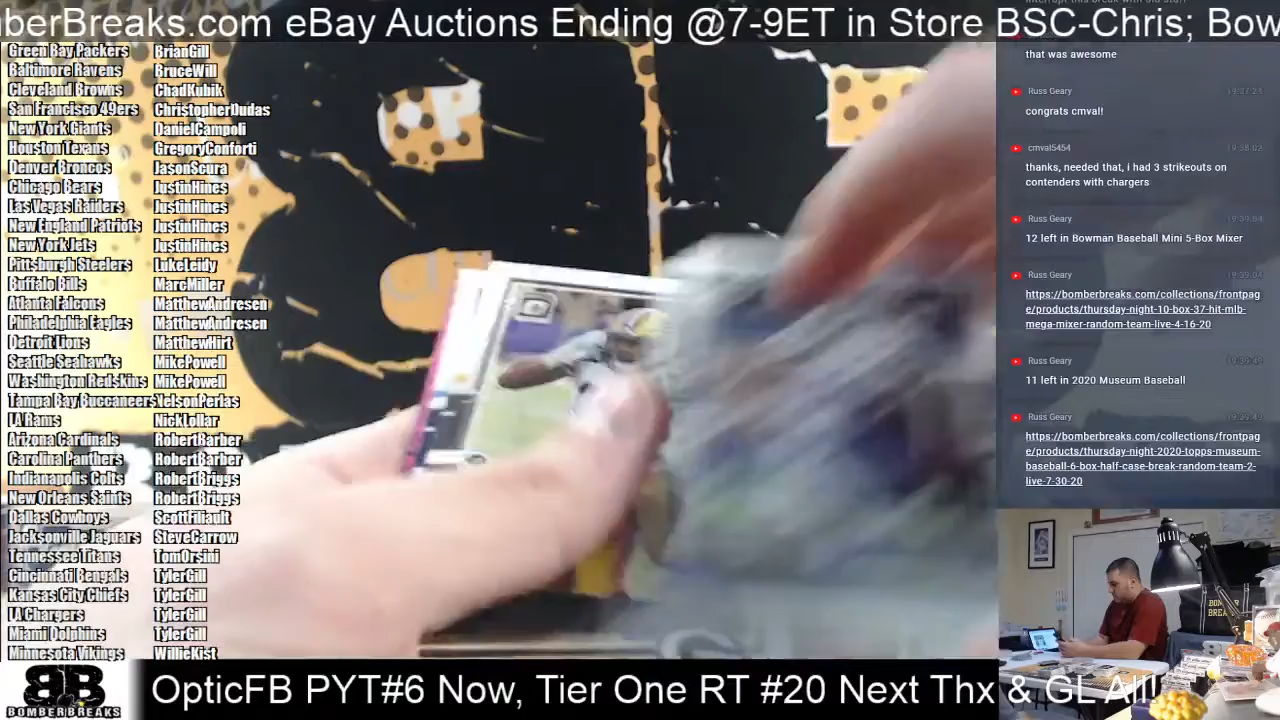 mberBreaks.com eBay Auctions Ending @7-9ET in Store BSC-Chris; Bow
Green Bay Packers BrianGill
Baltimore Ravens BruceWill
Cleveland Browns ChadKubik
San Francisco 49ers ChristopherDudas
New York Giants DanielCampoli
Houston Texans GregoryConforti
Denver Broncos JasonScura
Chicago Bears JustinHines
Las Vegas Raiders JustinHines
New England Patriots JustinHines
New York Jets JustinHines
Pittsburgh Steelers LukeLeidy
Buffalo Bills MarcMiller
Atlanta Falcons MatthewAndresen
Philadelphia Eagles MatthewAndresen
Detroit Lions MatthewHirt
Seattle Seahawks MikePowell
Washington Redskins MikePowell
Tampa Bay Buccaneers NelsonPerlas
LA Rams NickLollar
Arizona Cardinals RobertBarber
Carolina Panthers RobertBarber
Indianapolis Colts RobertBriggs
New Orleans Saints RobertBriggs
Dallas Cowboys ScottFiliault
Jacksonville Jaguars SteveCarrow
Tennessee Titans TomOrsini
Cincinnati Bengals TylerGill
Kansas City Chiefs TylerGill
LA Chargers TylerGill
Miami Dolphins TylerGill
Minnesota Vikings WillieKist
that was awesome
Russ Geary 19:37:23
congrats cmval!!
cmval5454 19:38:02
thanks, needed that, i had 3 strikeouts on
contenders with chargers
Russ Geary
12 left in Bowman Baseball Mini 5-Box Mixer
Russ Geary
https://bomberbreaks.com/collections/frontpag
e/products/thursday-night-10-box-37-hit-mlb-
mega-mixer-random-team-live-4-16-20
Russ Geary
11 left in 2020 Museum Baseball
Russ Geary
https://bomberbreaks.com/collections/frontpag
e/products/thursday-night-2020-topps-museum-
baseball-6-box-half-case-break-random-team-2-
live-7-30-20
BOMBERBREAKS
OpticFB PYT#6 Now, Tier One RT #20 Next Thx & GL All!